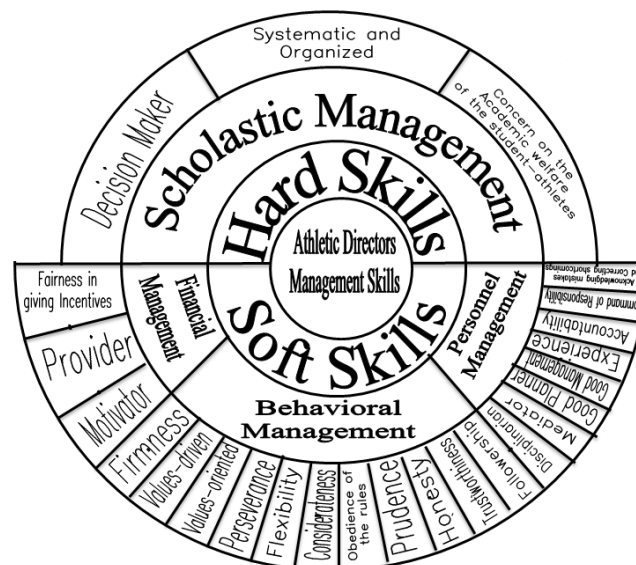 Systematic and
Organized
Decision Maker
Concern on the
Academic welfare
of the student-athletes
Scholastic Management
Hard Skills
Athletic Directors
Management Skills
Soft Skills
Financial
Management
Behavioral
Management
Personnel
Management
Fairness in
giving Incentives
Provider
Motivator
Firmness
Values-driven
Values-oriented
Perseverance
Flexibility
Considerateness
Obedience of
the rules
Prudence
Honesty
Trustworthiness
Followership
Disciplinarian
Mediator
Good Planner
Good Management
Experience
Accountability
ommand of Responsibility
Acknowledging mistakes
d Correcting shortcomings